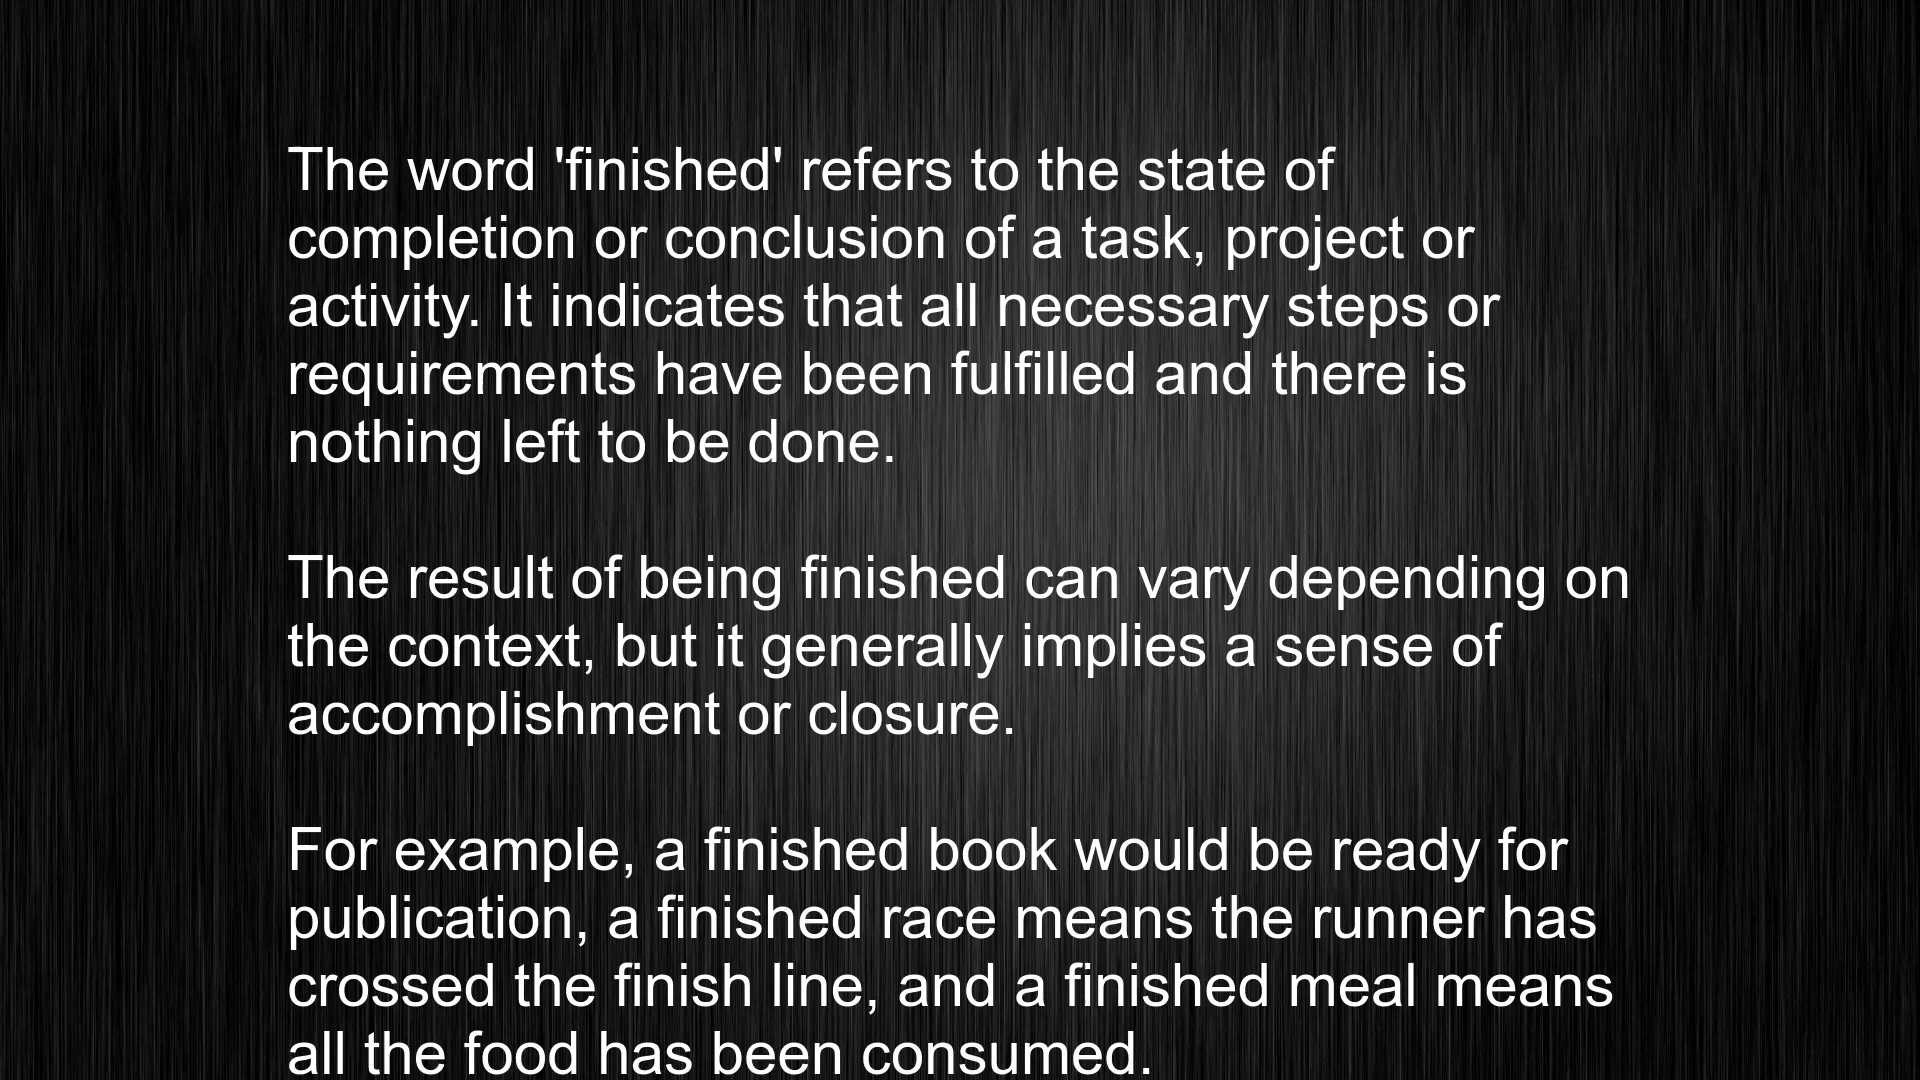 The word 'finished' refers to the state of
completion or conclusion of a task, project or
activity. It indicates that all necessary steps or
requirements have been fulfilled and there is
nothing left to be done.
The result of being finished can vary depending on
the context, but it generally implies a sense of
accomplishment or closure.
For example, a finished book would be ready for
publication, a finished race means the runner has
crossed the finish line, and a finished meal means
all the food has been consumed.